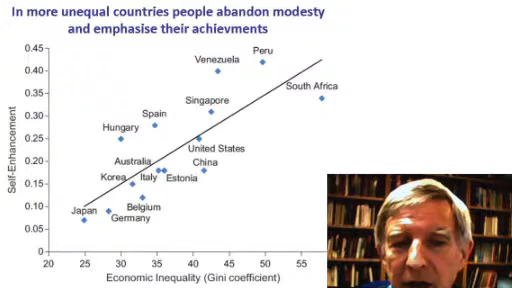 In more unequal countries people abandon modesty
and emphasise their achievments
0.45
Peru
Venezuela
0.40
South Africa
0.35
Singapore
Spain
0.30
Hungary
0.25
United States
0.20
Australia
China
Korea
Italy
Estonia
0.15
0.10
Japan
Belgium
Germany
0.05
0
Self-Enhancement
20
25
30
35
40
45
50
55
Economic Inequality (Gini coefficient)